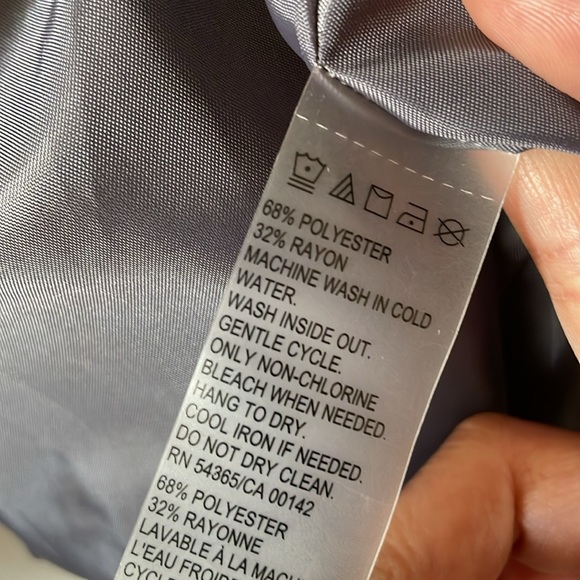 68% POLYESTER
32% RAYON
MACHINE WASH IN COLD
WATER.
WASH INSIDE OUT.
GENTLE CYCLE.
ONLY NON-CHLORINE
BLEACH WHEN NEEDED.
HANG TO DRY.
COOL IRON IF NEEDED.
DO NOT DRY CLEAN.
RN 54365/CA 00142
68% POLYESTER
32% RAYONNE
LAVABLE À LA
L'EAU FROIDE